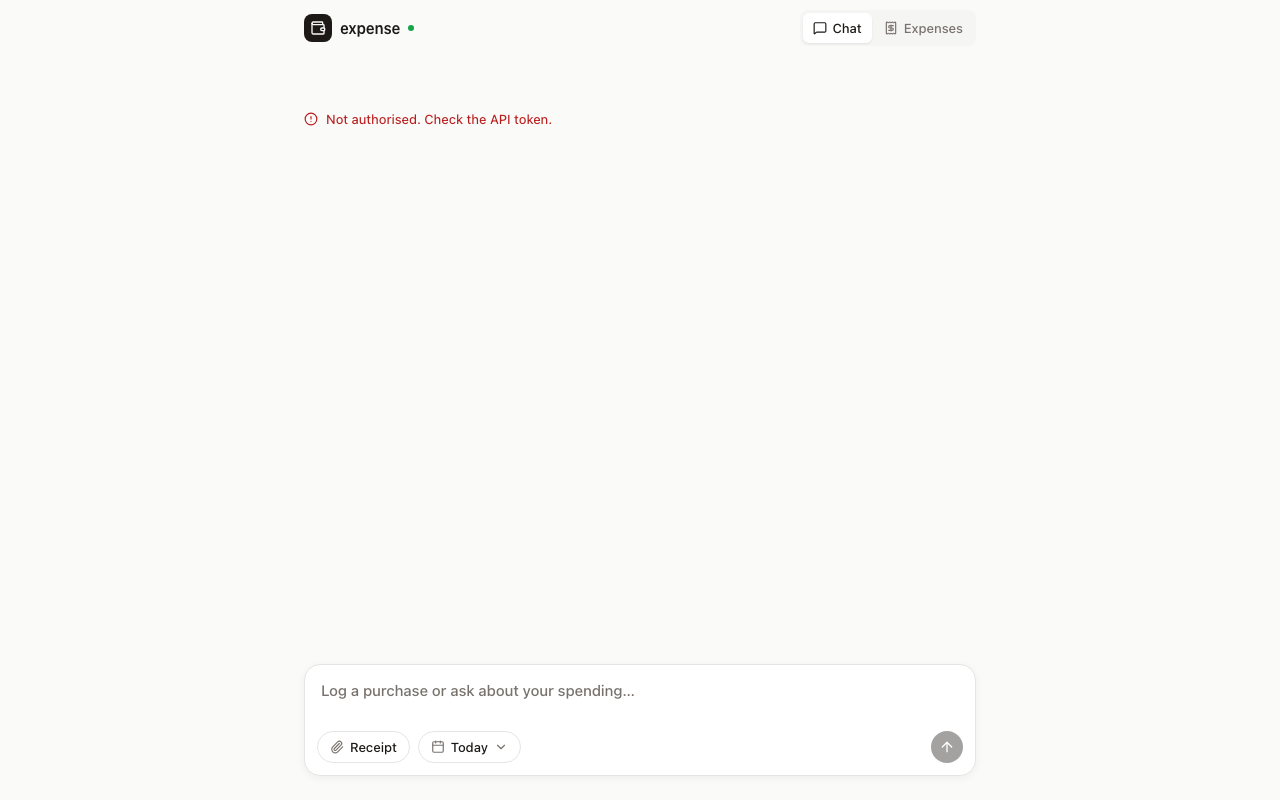 expense
Chat
Expenses
Not authorised. Check the API token.
Log a purchase or ask about your spending...
Receipt
Today